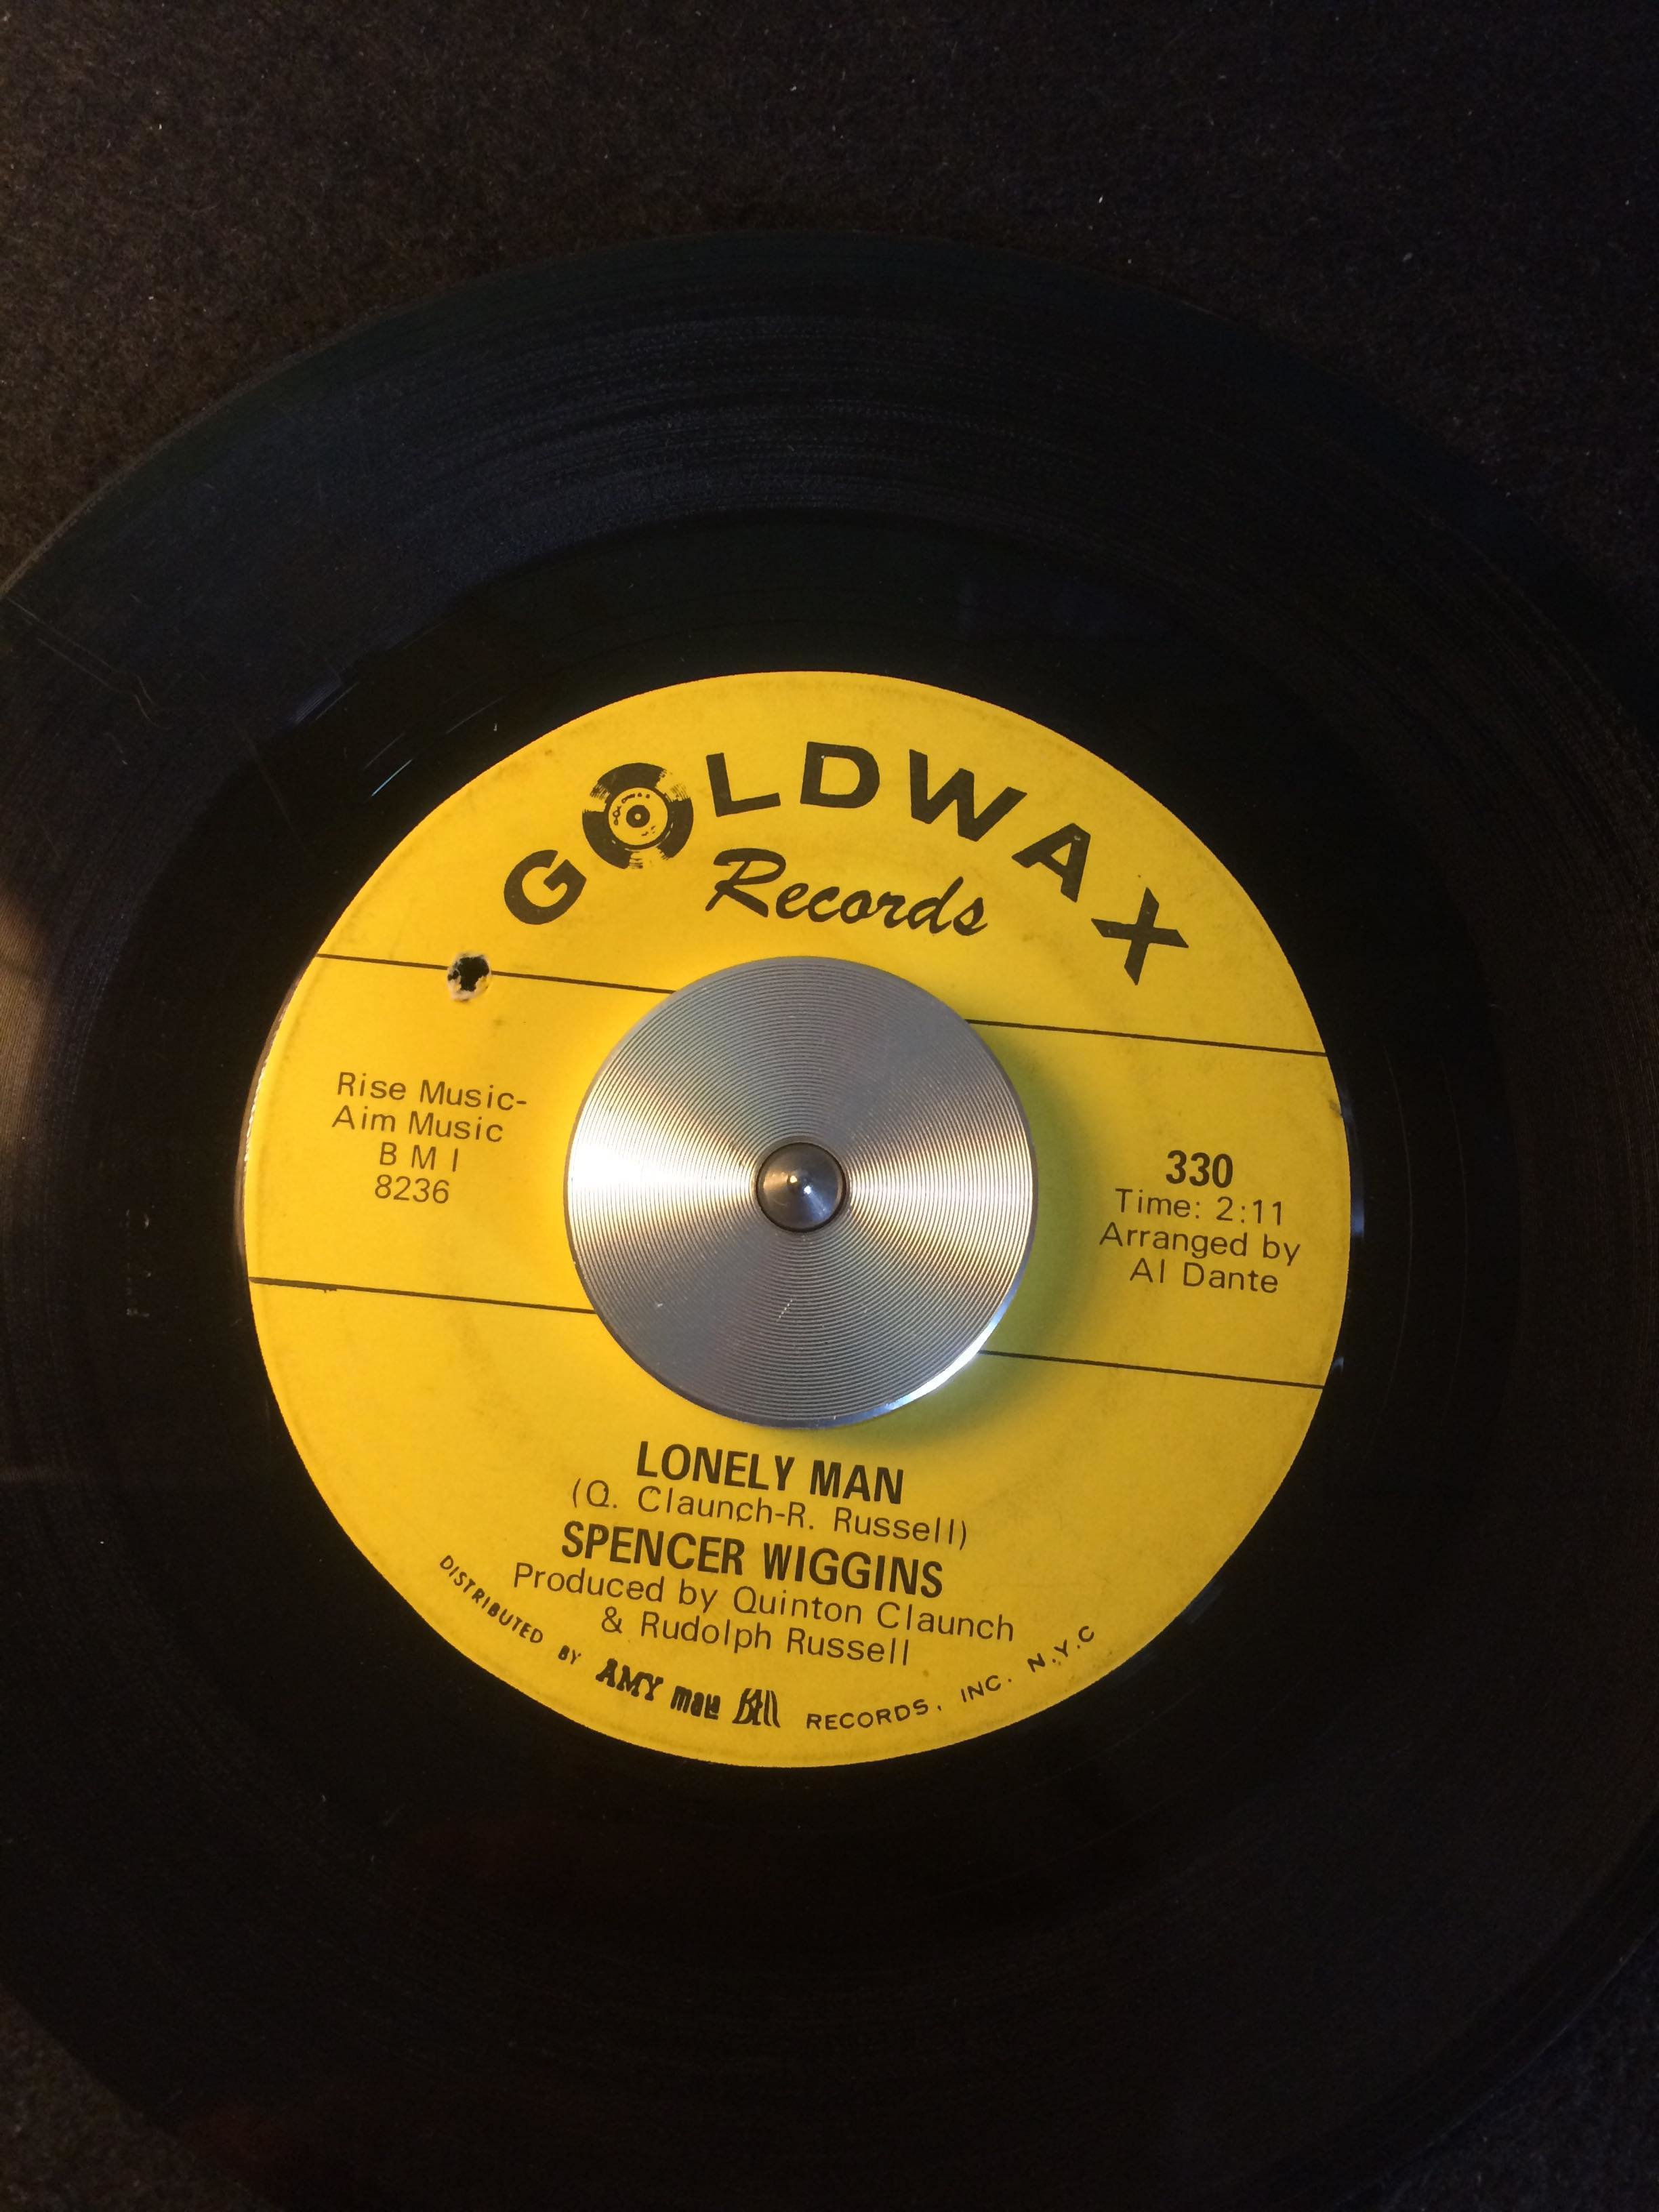 GOLDWAX
Records
Rise Music-
Aim Music
B M I
8236
330
Time: 2:11
Arranged by
Al Dante
LONELY MAN
(Q. Claunch-R. Russell)
SPENCER WIGGINS
Produced by Quinton Claunch
& Rudolph Russell
DISTRIBUTED BY AMY mala Bell RECORDS, INC. N.Y.C